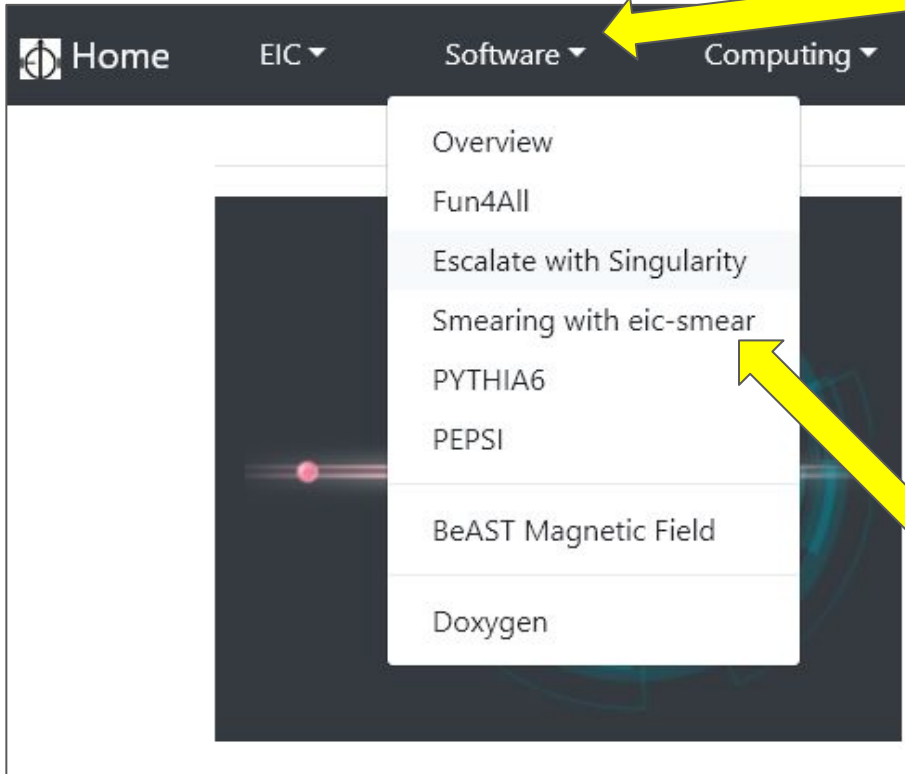 Home EIC Software Computing
Overview
Fun4All
Escalate with Singularity
Smearing with eic-smear
PYTHIA6
PEPSI
BeAST Magnetic Field
Doxygen